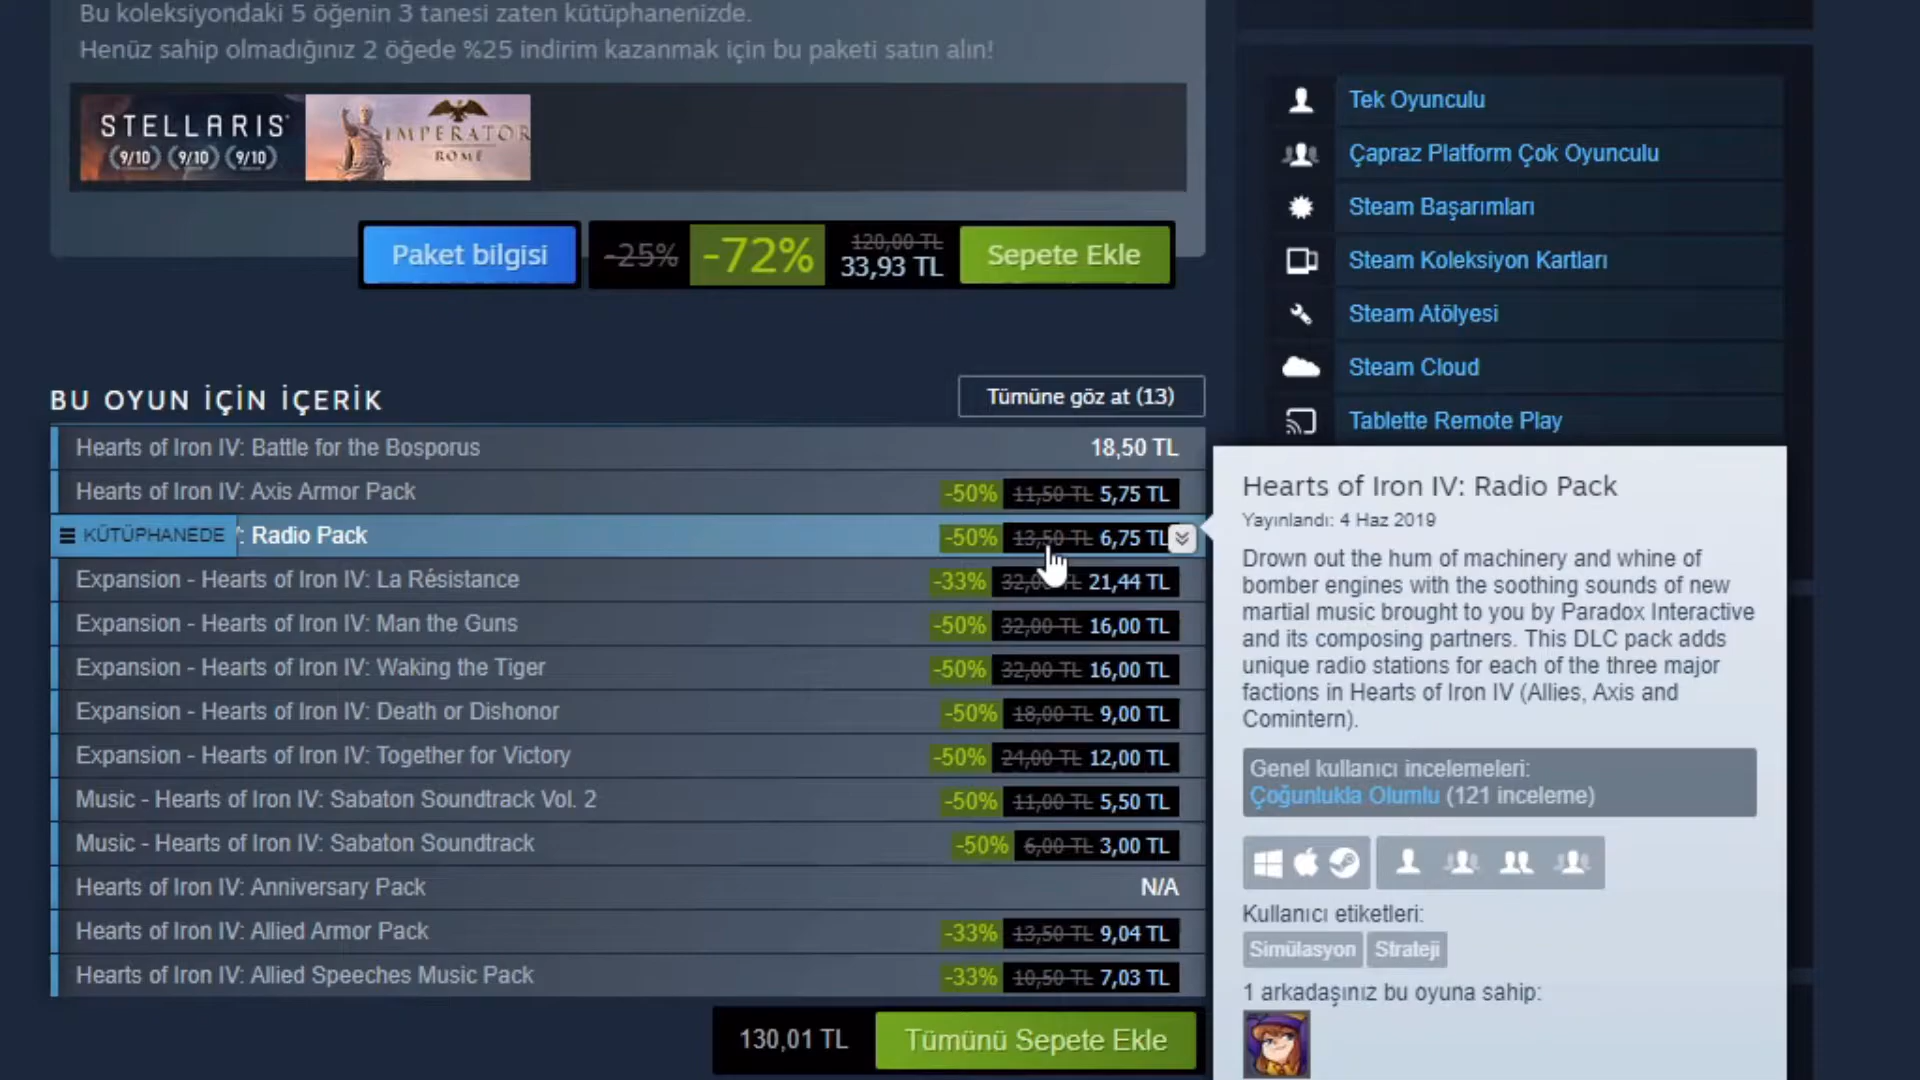 Bu koleksiyondaki 5 öğenin 3 tanesi zaten kütüphanenizde.
Henüz sahip olmadığınız 2 öğede %25 indirim kazanmak için bu paketi satın alın!
STELLARIS
9/10 9/10 9/10
IMPERATOR
ROME
Paket bilgisi
-25% -72% 120,00 TL
33,93 TL
Sepete Ekle
BU OYUN İÇİN İÇERİK
Tümüne göz at (13)
Hearts of Iron IV: Battle for the Bosporus 18,50 TL
Hearts of Iron IV: Axis Armor Pack -50% 11,50 TL 5,75 TL
KÜTÜPHANEDE : Radio Pack -50% 13,50 TL 6,75 TL
Expansion - Hearts of Iron IV: La Résistance -33% 32,00 TL 21,44 TL
Expansion - Hearts of Iron IV: Man the Guns -50% 32,00 TL 16,00 TL
Expansion - Hearts of Iron IV: Waking the Tiger -50% 32,00 TL 16,00 TL
Expansion - Hearts of Iron IV: Death or Dishonor -50% 18,00 TL 9,00 TL
Expansion - Hearts of Iron IV: Together for Victory -50% 24,00 TL 12,00 TL
Music - Hearts of Iron IV: Sabaton Soundtrack Vol. 2 -50% 11,00 TL 5,50 TL
Music - Hearts of Iron IV: Sabaton Soundtrack -50% 6,00 TL 3,00 TL
Hearts of Iron IV: Anniversary Pack N/A
Hearts of Iron IV: Allied Armor Pack -33% 13,50 TL 9,04 TL
Hearts of Iron IV: Allied Speeches Music Pack -33% 10,50 TL 7,03 TL
130,01 TL Tümünü Sepete Ekle
Tek Oyunculu
Çapraz Platform Çok Oyunculu
Steam Başarımları
Steam Koleksiyon Kartları
Steam Atölyesi
Steam Cloud
Tablette Remote Play
Hearts of Iron IV: Radio Pack
Yayınlandı: 4 Haz 2019
Drown out the hum of machinery and whine of
bomber engines with the soothing sounds of new
martial music brought to you by Paradox Interactive
and its composing partners. This DLC pack adds
unique radio stations for each of the three major
factions in Hearts of Iron IV (Allies, Axis and
Comintern).
Genel kullanıcı incelemeleri:
Çoğunlukla Olumlu (121 inceleme)
Kullanıcı etiketleri:
Simülasyon Strateji
1 arkadaşınız bu oyuna sahip: